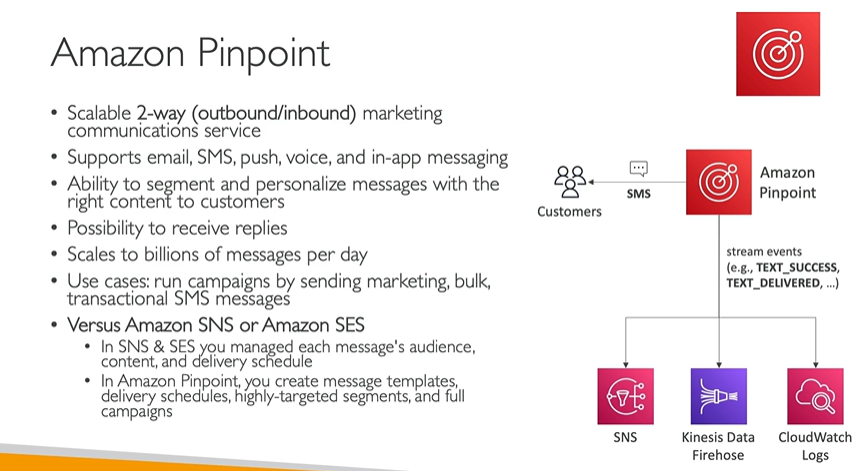 Amazon Pinpoint
• Scalable 2-way (outbound/inbound) marketing
communications service
• Supports email, SMS, push, voice, and in-app messaging
• Ability to segment and personalize messages with the
right content to customers
• Possibility to receive replies
• Scales to billions of messages per day
• Use cases: run campaigns by sending marketing, bulk,
transactional SMS messages
• Versus Amazon SNS or Amazon SES
• In SNS & SES you managed each message's audience,
content, and delivery schedule
• In Amazon Pinpoint, you create message templates,
delivery schedules, highly-targeted segments, and full
campaigns
Customers
SMS
Amazon
Pinpoint
stream events
(e.g., TEXT_SUCCESS,
TEXT_DELIVERED, ...)
SNS
Kinesis Data
Firehose
CloudWatch
Logs